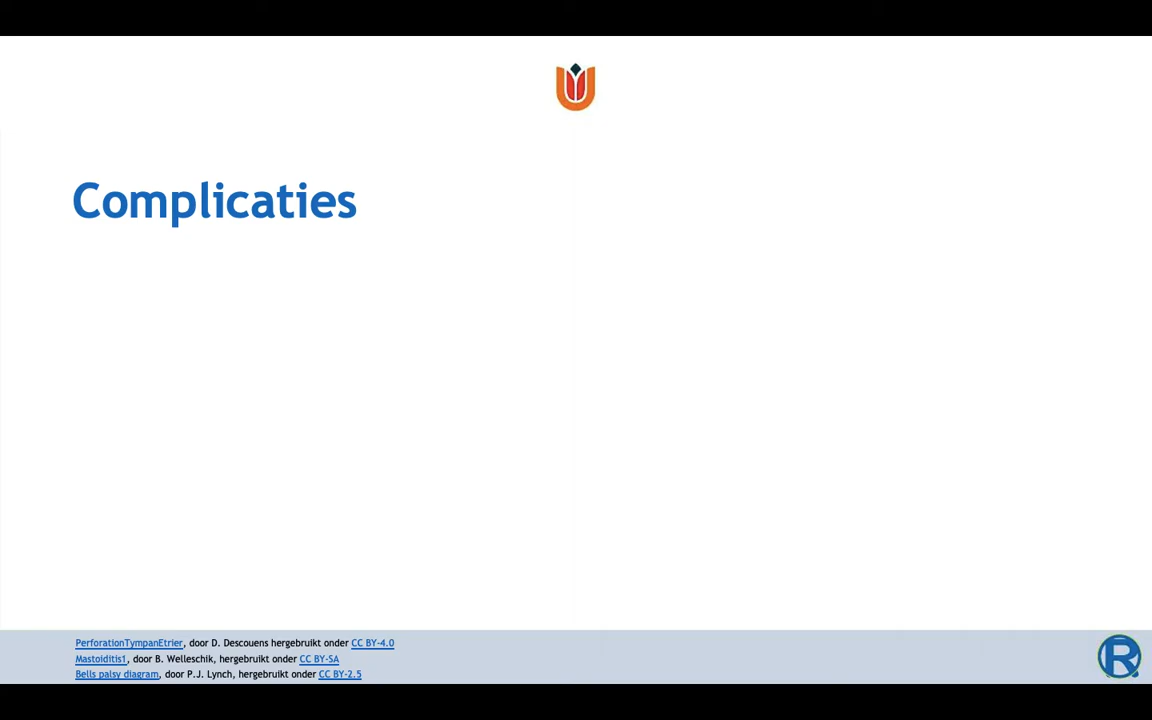 Complicaties
PerforationTympanEtrier, door D. Descouens hergebruikt onder CC BY-4.0
Mastoiditis1, door B. Welleschik, hergebruikt onder CC BY-SA
Bells palsy diagram, door P.J. Lynch, hergebruikt onder CC BY-2.5
R